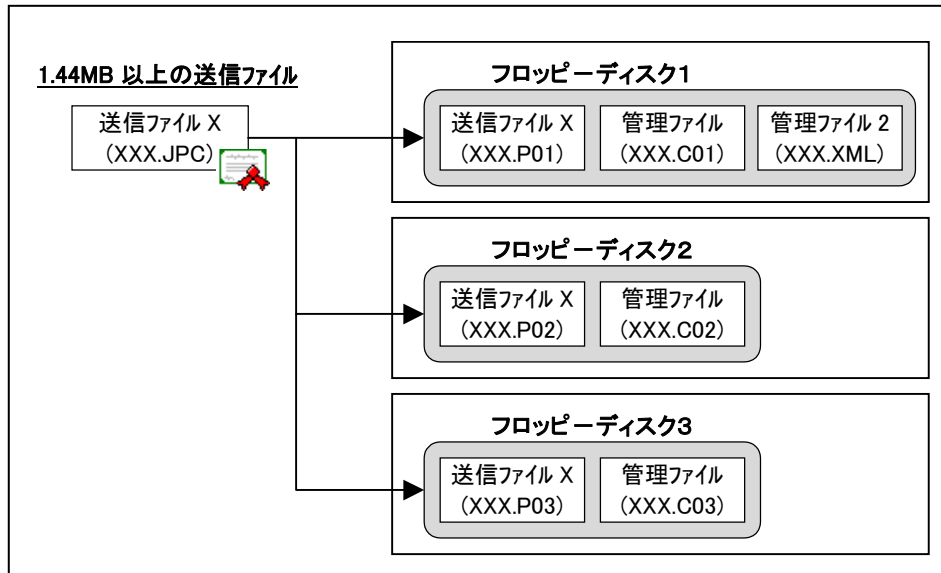 1.44MB 以上の送信ファイル
送信ファイル X
(XXX.JPC)
フロッピーディスク1
送信ファイル X
(XXX.P01)
管理ファイル
(XXX.C01)
管理ファイル 2
(XXX.XML)
フロッピーディスク2
送信ファイル X
(XXX.P02)
管理ファイル
(XXX.C02)
フロッピーディスク3
送信ファイル X
(XXX.P03)
管理ファイル
(XXX.C03)